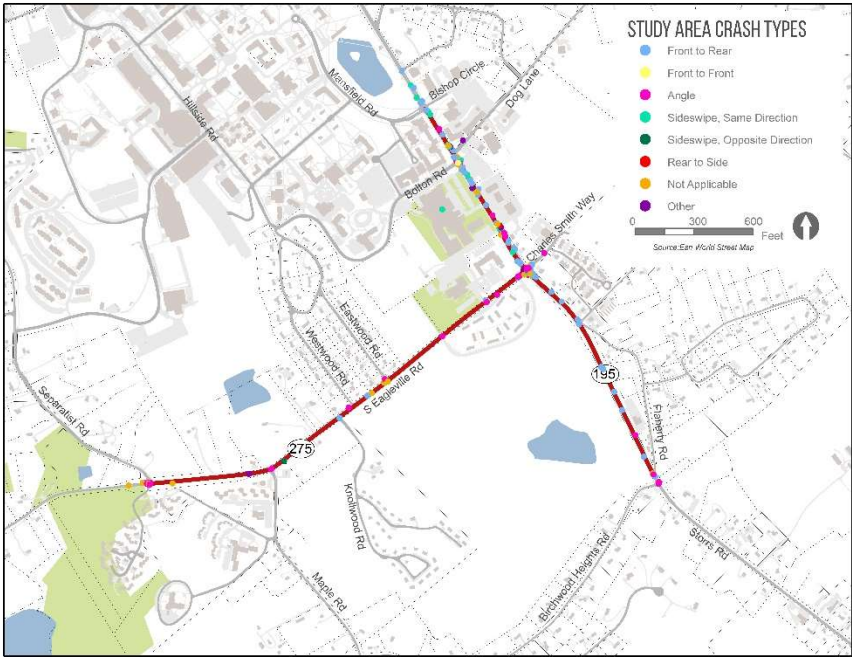 STUDY AREA CRASH TYPES
Front to Rear
Front to Front
Angle
Sideswipe, Same Direction
Sideswipe, Opposite Direction
Rear to Side
Not Applicable
Other
0 300 600
Feet
Source:Esri World Street Map
Bishop Circle
Mansfield Rd
Dog Lane
Hillside Rd
Bolton Rd
Charles Smith Way
Eastwood Rd
Westwood Rd
S Eagleville Rd
195
Separatist Rd
Flaherty Rd
275
Knollwood Rd
Storrs Rd
Birchwood Heights Rd
Maple Rd